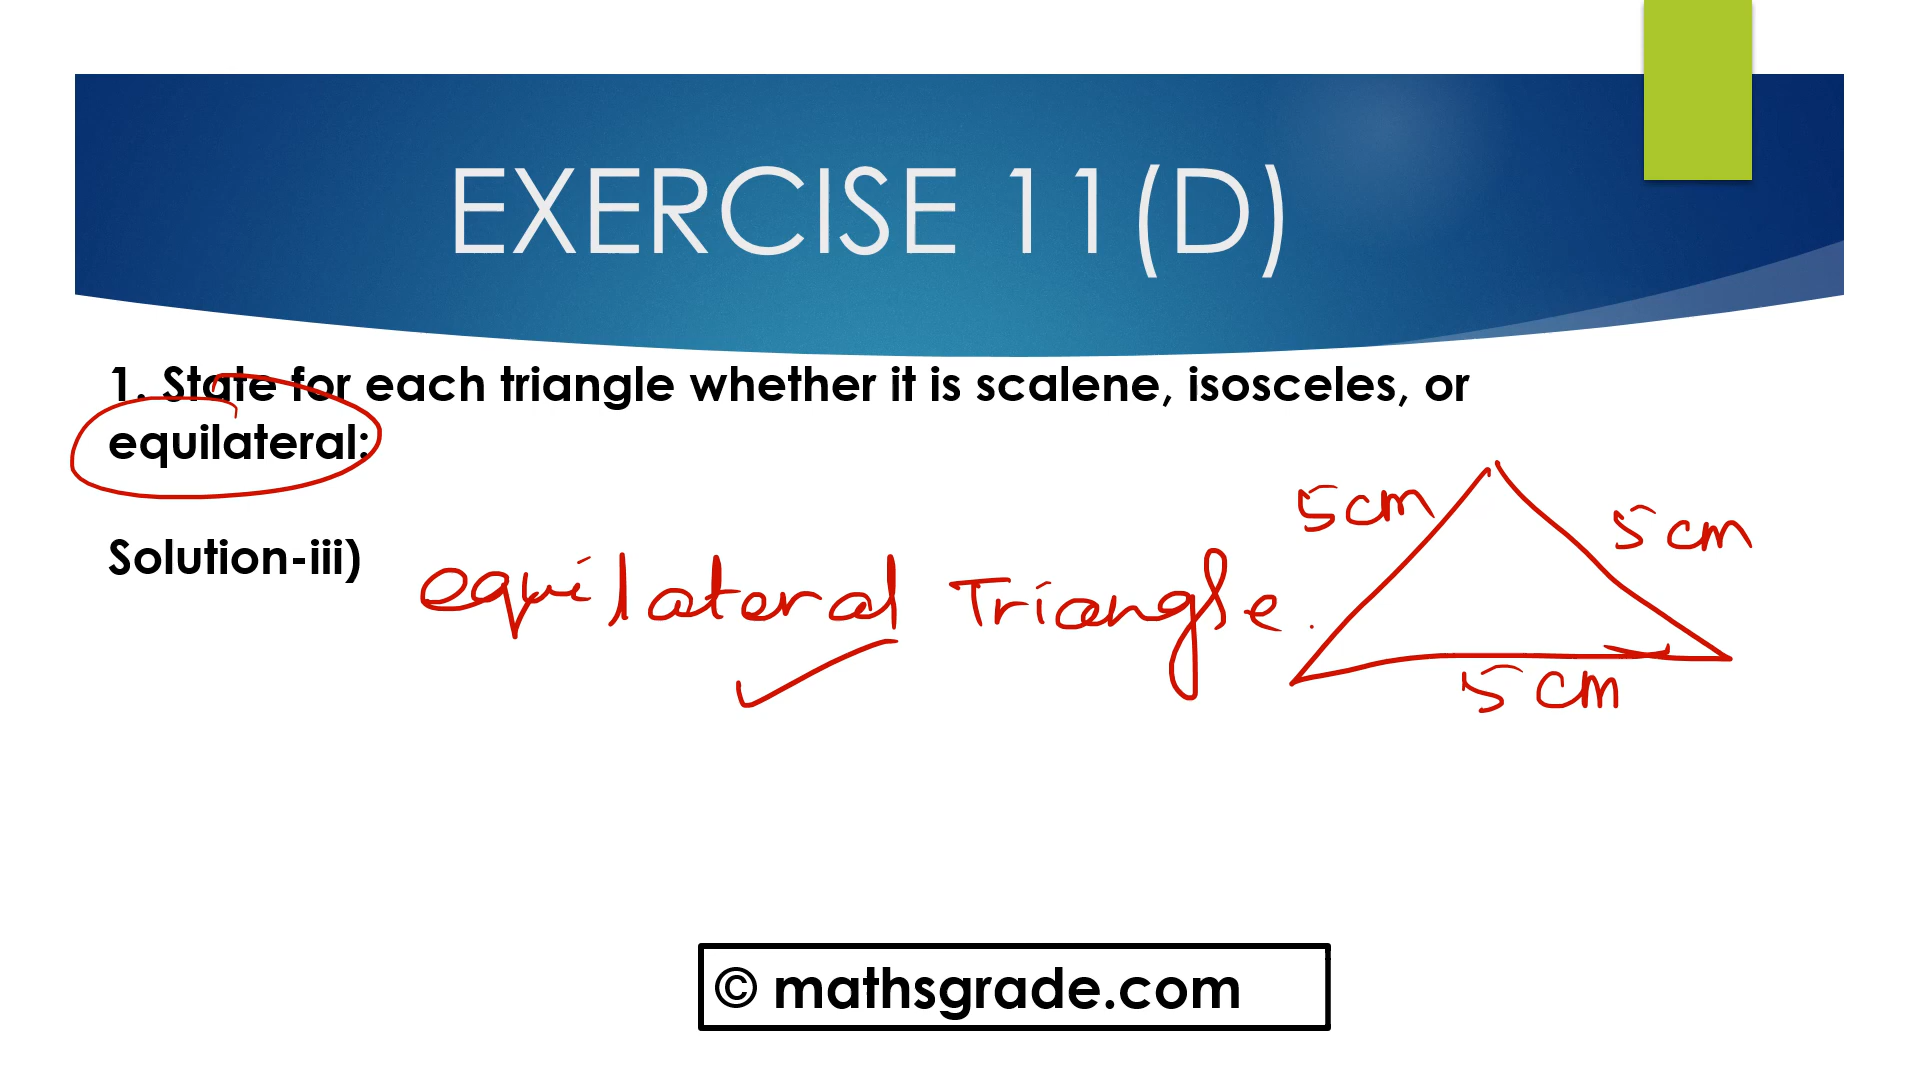 EXERCISE 11(D)
1. State for each triangle whether it is scalene, isosceles, or
equilateral:
5cm
5cm
Solution-iii)
equilateral Triangle.
5cm
© mathsgrade.com